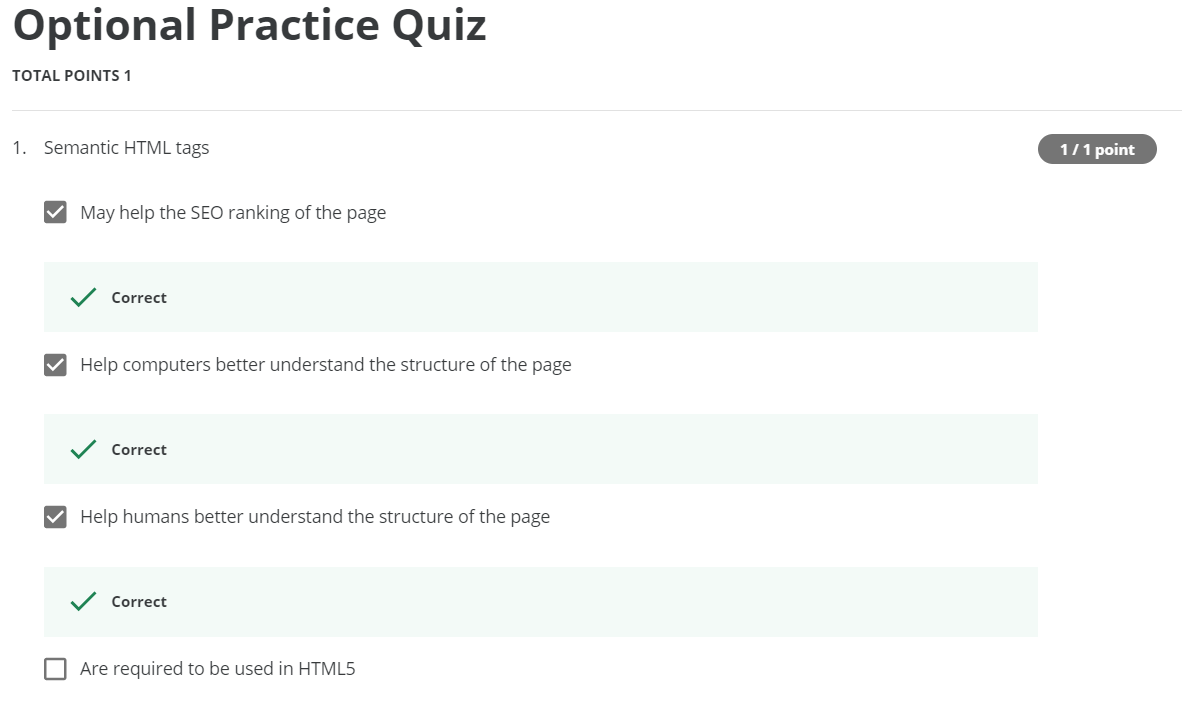 Optional Practice Quiz
TOTAL POINTS 1
1. Semantic HTML tags
1 / 1 point
May help the SEO ranking of the page
Correct
Help computers better understand the structure of the page
Correct
Help humans better understand the structure of the page
Correct
Are required to be used in HTML5